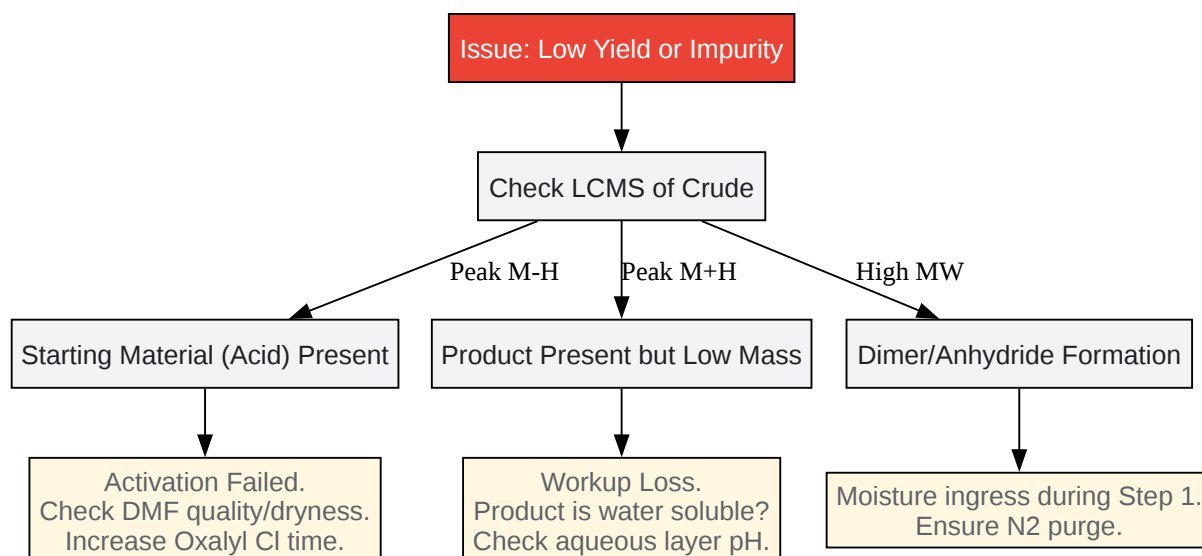 Issue: Low Yield or Impurity
Check LCMS of Crude
Peak M-H
Peak M+H
High MW
Starting Material (Acid) Present
Product Present but Low Mass
Dimer/Anhydride Formation
Activation Failed.
Check DMF quality/dryness.
Increase Oxalyl Cl time.
Workup Loss.
Product is water soluble?
Check aqueous layer pH.
Moisture ingress during Step 1.
Ensure N2 purge.